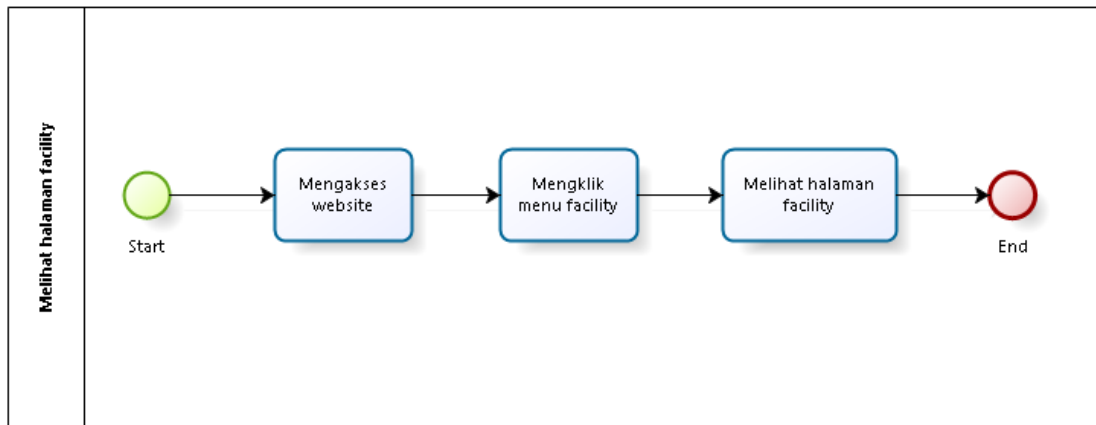 Melihat halaman facility
Start
Mengakses
website
Mengklik
menu facility
Melihat halaman
facility
End